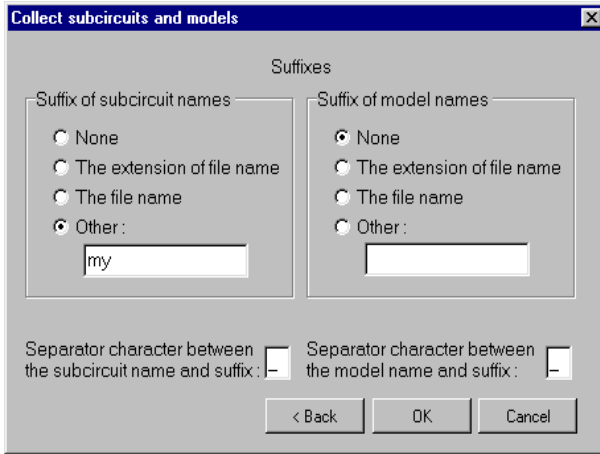 Collect subcircuits and models
Suffixes
Suffix of subcircuit names
None
The extension of file name
The file name
Other :
my
Suffix of model names
None
The extension of file name
The file name
Other :
Separator character between
the subcircuit name and suffix : _
Separator character between
the model name and suffix : _
< Back
OK
Cancel